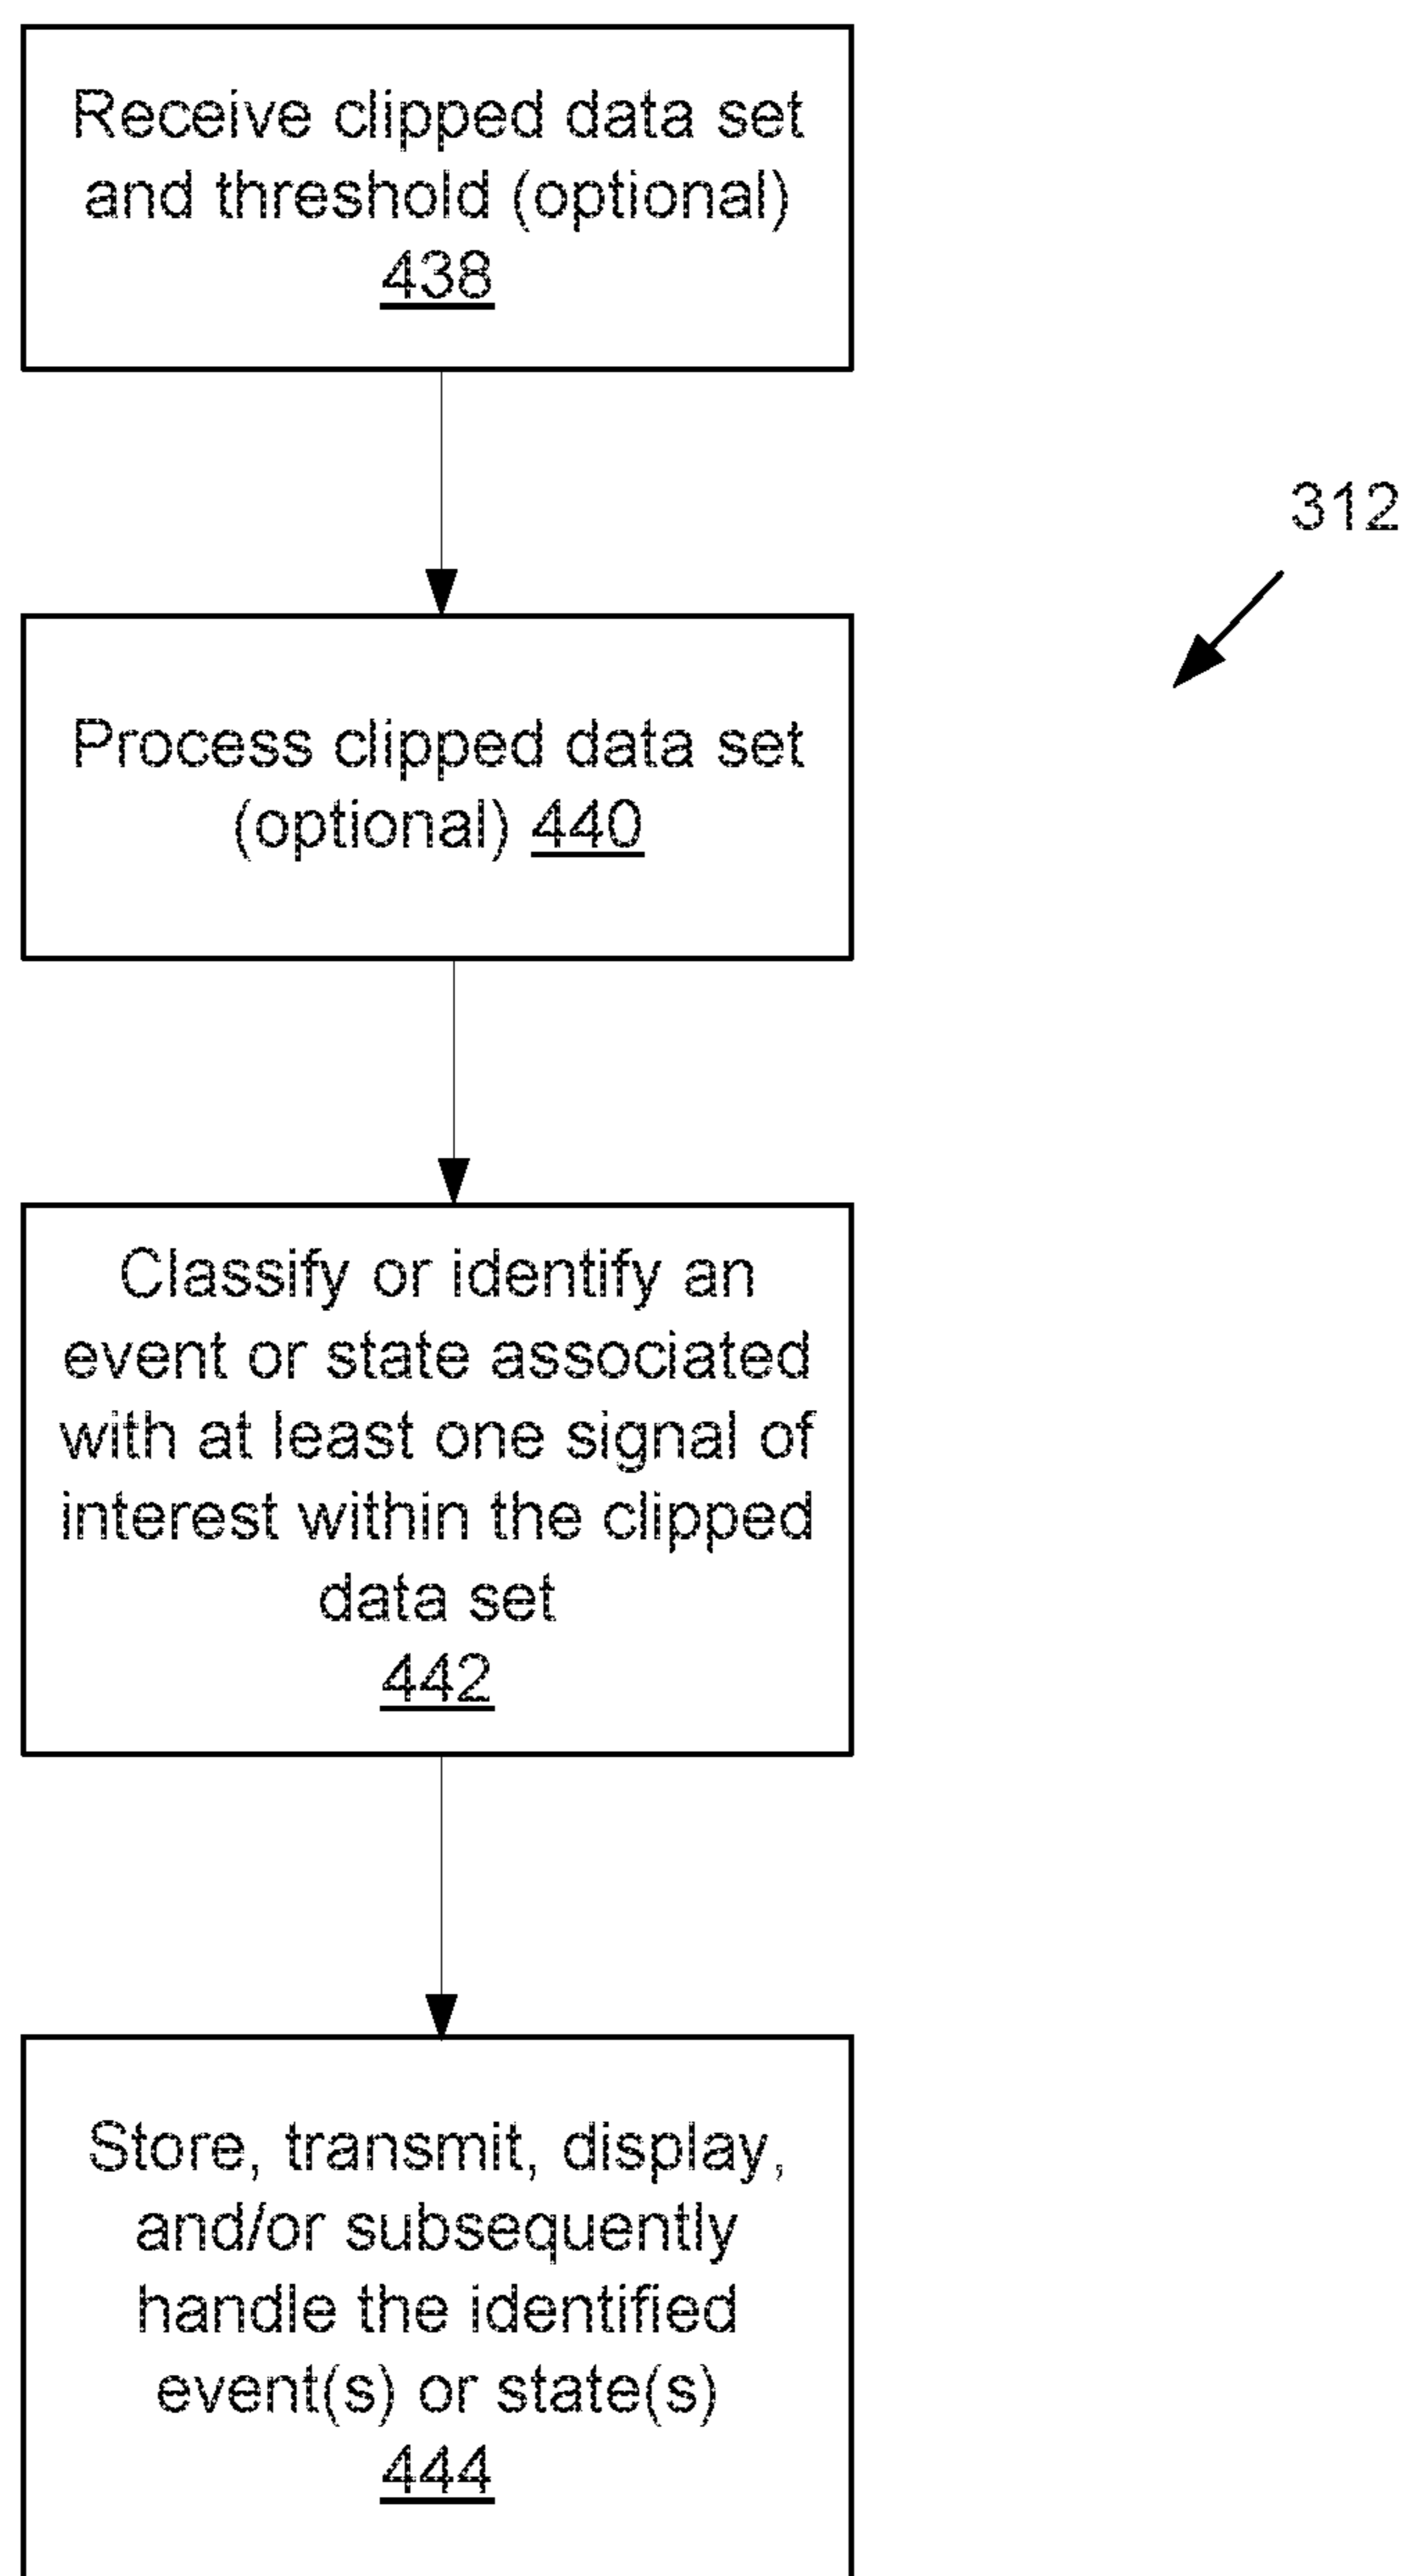 Receive clipped data set
and threshold (optional)
438
312
Process clipped data set
(optional) 440
Classify or identify an
event or state associated
with at least one signal of
interest within the clipped
data set
442
Store, transmit, display,
and/or subsequently
handle the identified
event(s) or state(s)
444